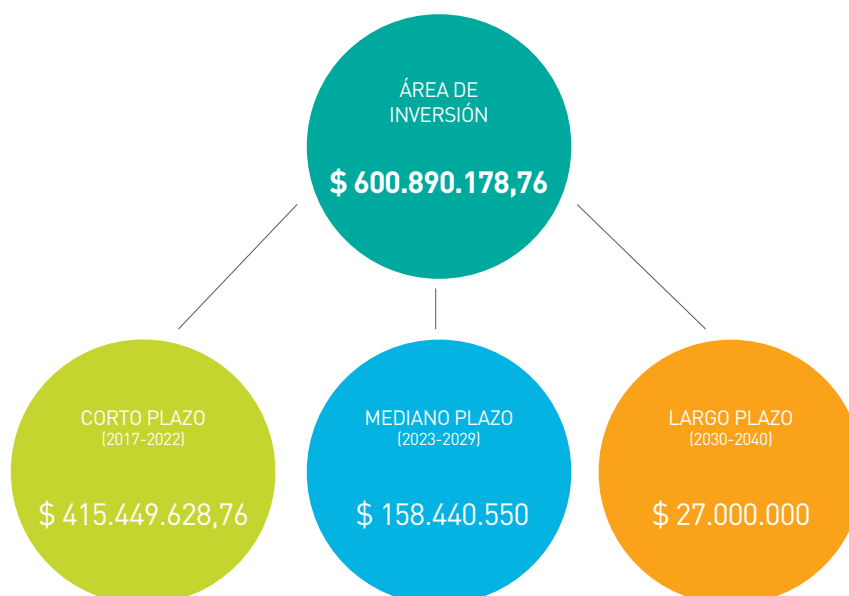 ÁREA DE
INVERSIÓN
$ 600.890.178,76
CORTO PLAZO
(2017-2022)
$ 415.449.628,76
MEDIANO PLAZO
(2023-2029)
$ 158.440.550
LARGO PLAZO
(2030-2040)
$ 27.000.000